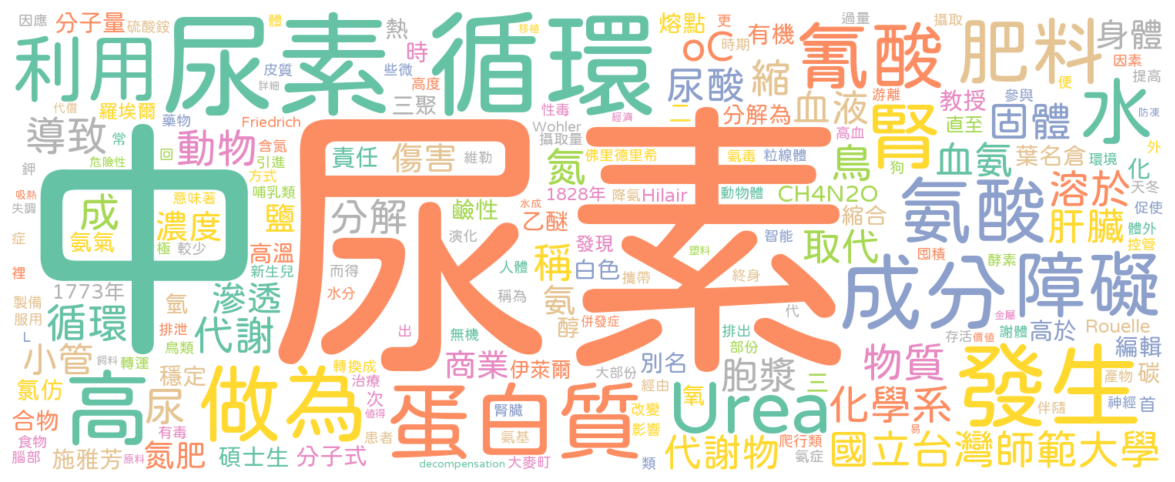 因應
分子量
硫酸銨
尿素循環
體
皮質
詳細
熱
些微
三聚
時
高度
移植
熔點
oC
更
時期
有機
過量
氰酸
攝取
肥料
身體
因素
提高
便
利用
代償
羅埃爾
藥物
Friedrich
性毒
經濟
Wohler
攝取量
尿酸
縮
二
分解為
血液
高血
游離
教授
直至
腎
參與
固體
水
防凍
外
導致
常
危險性
回
動物
含氮
引進
方式
鉀
吸熱
失調
症
裡
中
成
氨氣
哺乳類
意味著
濃度
極
較少
鹽
高溫
新生兒
責任
傷害
維勒
分解
而得
水分
鹼性
演化
人體
稱為
水成
乙醚
氮
佛里德里希
1828年
降氨
Hilair
發現
稱
白色
攜帶
氨
醇
併發症
尿素
氨毒
粒線體
動物體
CH4N2O
智能
塑料
終身
代
鳥
狗
縮合
取代
血氨
葉名倉
環境
化
氨酸
溶於
肝臟
天冬
促使
體外
控管
囤積
酵素
成分
障礙
1773年
製備
服用
L
循環
氫
排泄
鳥類
滲透
代謝
出
無機
商業
伊萊爾
排出
部份
大部份
別名
胞漿
經由
三
物質
存活
價值
金屬
謝體
高於
Rouelle
編輯
小管
飼料
轉運
氯仿
合物
食物
腦部
原料
高
有毒
穩定
尿
做為
轉換成
治療
次
值得
患者
蛋白質
腎臟
氨基
改變
影響
氧
Urea
化學系
易
發生
伴隨
產物
神經
碳
首
施雅芳
氮肥
碩士生
分子式
decompensation
大麥町
類
代謝物
爬行類
氨症
國立台灣師範大學